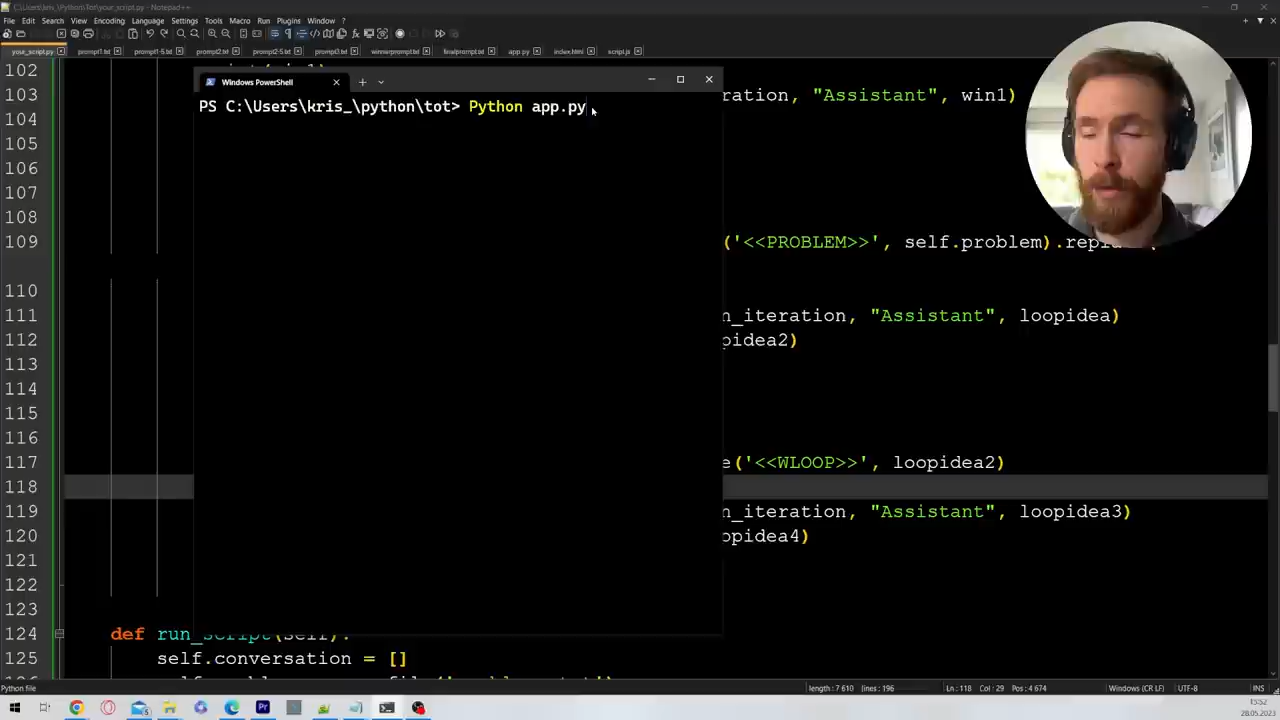 C:\Users\kris_\Python\Tot\your_script.py - Notepad++
File Edit Search View Encoding Language Settings Tools Macro Run Plugins Window ?
your_script.py prompt1.txt prompt1-5.txt prompt2.txt prompt2-5.txt prompt3.txt winnerprompt.txt finalprompt.txt app.py index.html script.js
102
103 ration, "Assistant", win1)
104
105
106
107
108
109 ('<<PROBLEM>>', self.problem).repla
110
111 n_iteration, "Assistant", loopidea)
112 pidea2)
113
114
115
116
117 e('<<WLOOP>>', loopidea2)
118
119 n_iteration, "Assistant", loopidea3)
120 opidea4)
121
122
123
124 def run_script(self):
125 self.conversation = []
Windows PowerShell
PS C:\Users\kris_\python\tot> Python app.py
Python file length : 7 610 lines : 196 Ln : 118 Col : 29 Pos : 4 674 Windows (CR LF) UTF-8 INS
15:52
28.05.2023